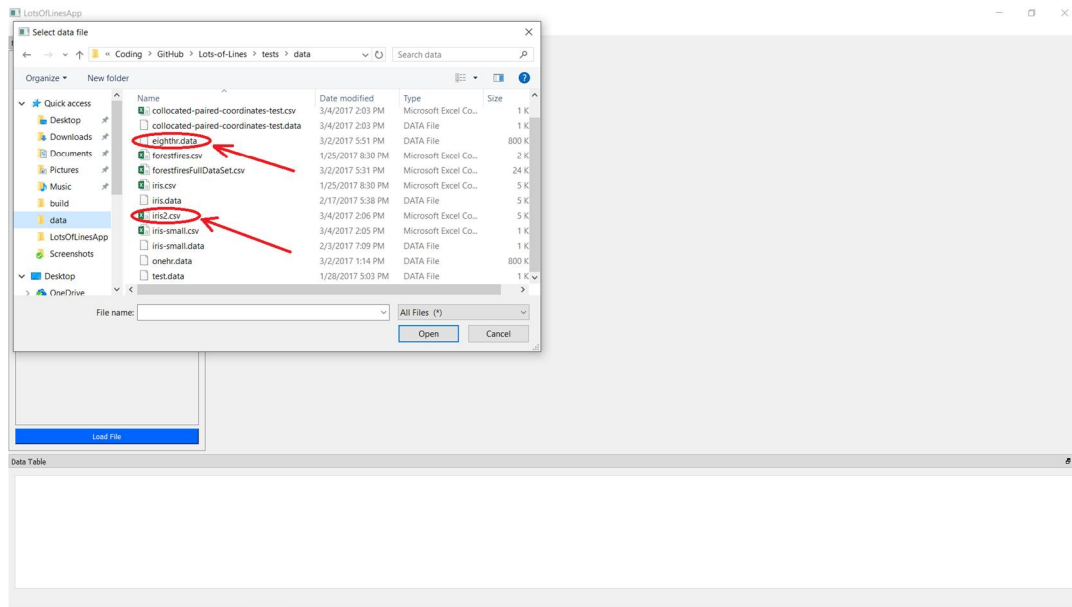 LotsOfLinesApp
Select data file
« Coding > GitHub > Lots-of-Lines > tests > data
Search data
Organize
New folder
Name Date modified Type Size
Quick access
Desktop
Downloads
Documents
Pictures
Music
build
data
LotsOfLinesApp
Screenshots
Desktop
OneDrive
collocated-paired-coordinates-test.csv 3/4/2017 2:03 PM Microsoft Excel Co... 1 K
collocated-paired-coordinates-test.data 3/4/2017 2:03 PM DATA File 1 K
eighthr.data 3/2/2017 5:51 PM DATA File 800 K
forestfires.csv 1/25/2017 8:30 PM Microsoft Excel Co... 2 K
forestfiresFullDataSet.csv 3/2/2017 5:31 PM Microsoft Excel Co... 24 K
iris.csv 1/25/2017 8:30 PM Microsoft Excel Co... 5 K
iris.data 2/17/2017 5:38 PM DATA File 5 K
iris2.csv 3/4/2017 2:06 PM Microsoft Excel Co... 5 K
iris-small.csv 3/4/2017 2:05 PM Microsoft Excel Co... 1 K
iris-small.data 2/3/2017 7:09 PM DATA File 1 K
onehr.data 3/2/2017 1:14 PM DATA File 800 K
test.data 1/28/2017 5:03 PM DATA File 1 K
File name:
All Files (*)
Open
Cancel
Load File
Data Table